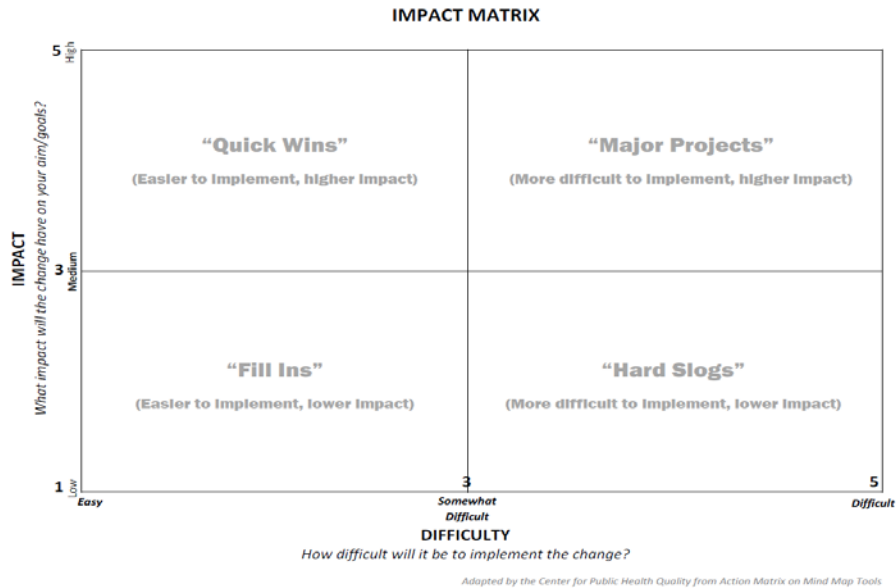 IMPACT MATRIX
5
High
“Quick Wins”
(Easier to implement, higher impact)
“Major Projects”
(More difficult to implement, higher impact)
IMPACT
What impact will the change have on your aim/goals?
3
Medium
“Fill Ins”
(Easier to implement, lower impact)
“Hard Slogs”
(More difficult to implement, lower impact)
1
Low
3
5
Easy
Somewhat
Difficult
Difficult
DIFFICULTY
How difficult will it be to implement the change?
Adapted by the Center for Public Health Quality from Action Matrix on Mind Map Tools